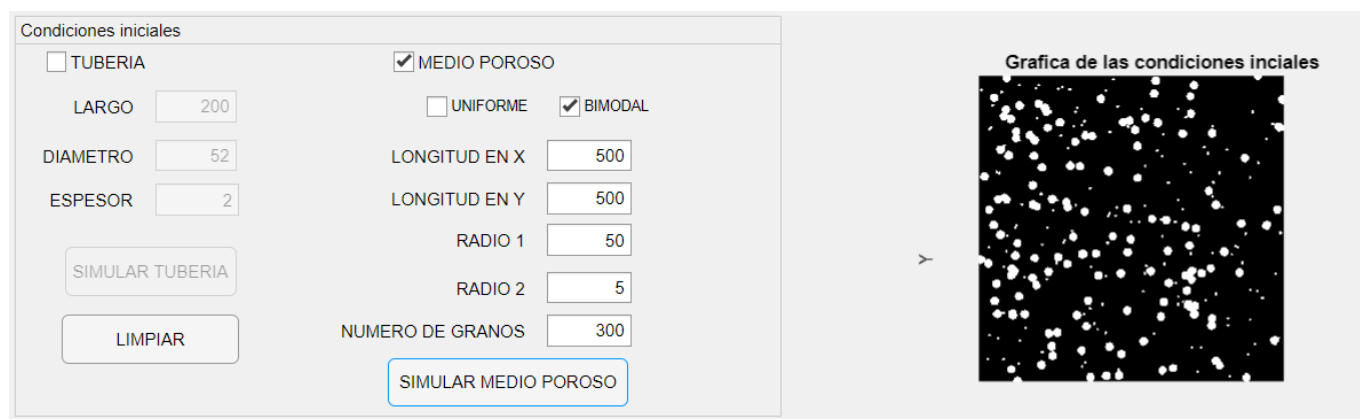 Condiciones iniciales
TUBERIA
MEDIO POROSO
UNIFORME
BIMODAL
LARGO 200
DIAMETRO 52
ESPESOR 2
SIMULAR TUBERIA
LIMPIAR
LONGITUD EN X 500
LONGITUD EN Y 500
RADIO 1 50
RADIO 2 5
NUMERO DE GRANOS 300
SIMULAR MEDIO POROSO
Grafica de las condiciones inciales
Y